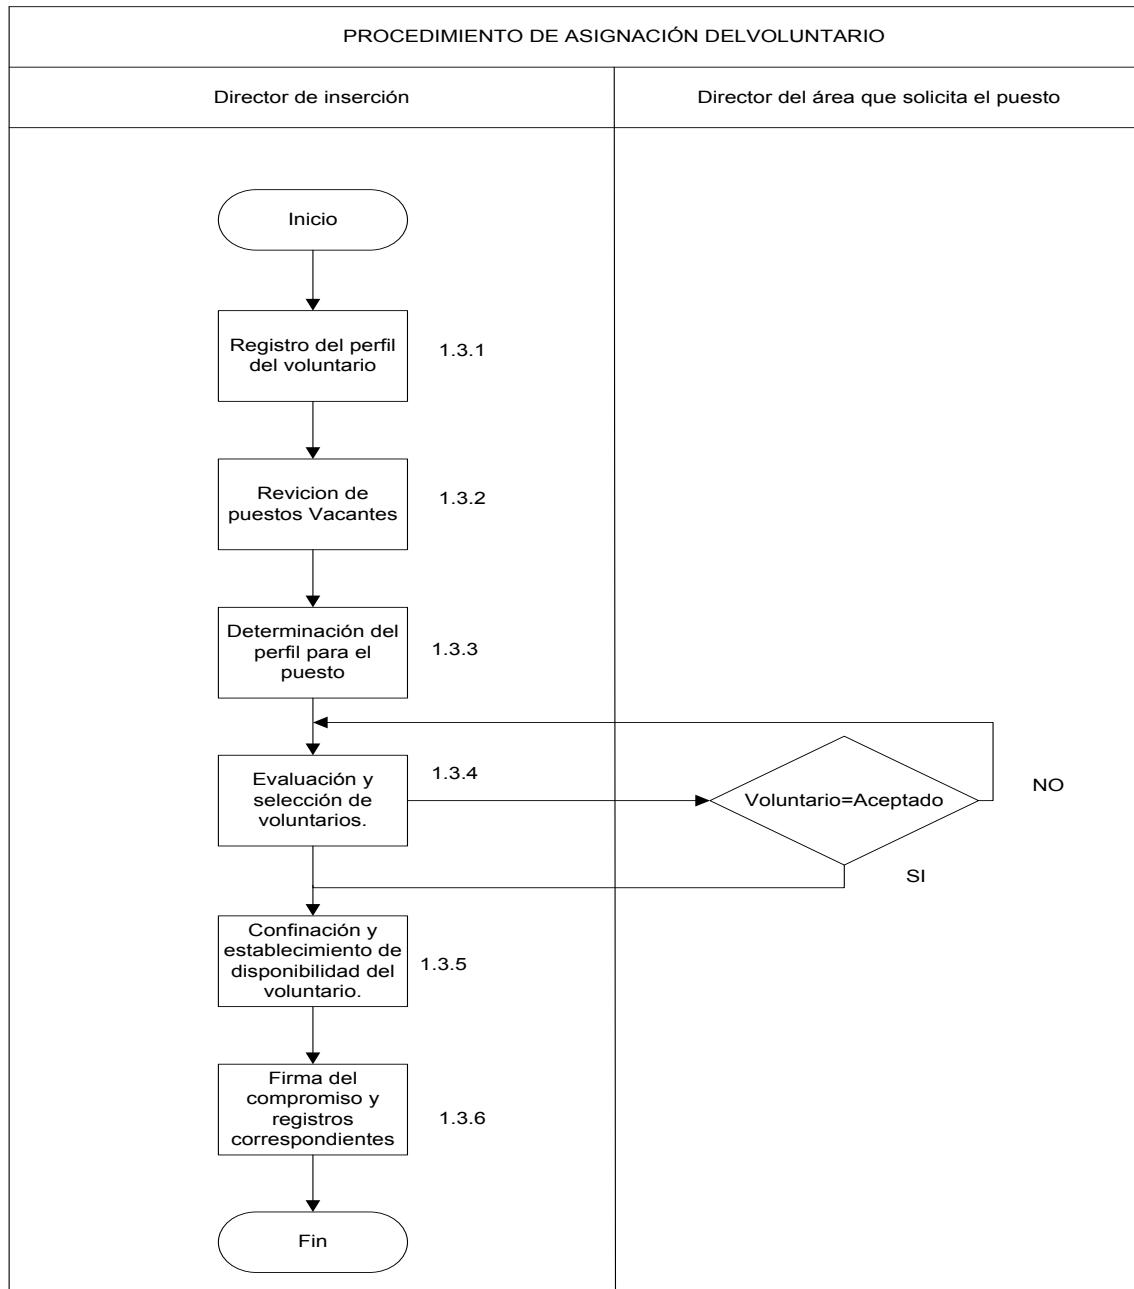 PROCEDIMIENTO DE ASIGNACIÓN DELVOLUNTARIO
Director de inserción
Director del área que solicita el puesto
Inicio
Registro del perfil
del voluntario
1.3.1
Revicion de
puestos Vacantes
1.3.2
Determinación del
perfil para el
puesto
1.3.3
Evaluación y
selección de
voluntarios.
1.3.4
Voluntario=Aceptado
NO
SI
Confinación y
establecimiento de
disponibilidad del
voluntario.
1.3.5
Firma del
compromiso y
registros
correspondientes
1.3.6
Fin